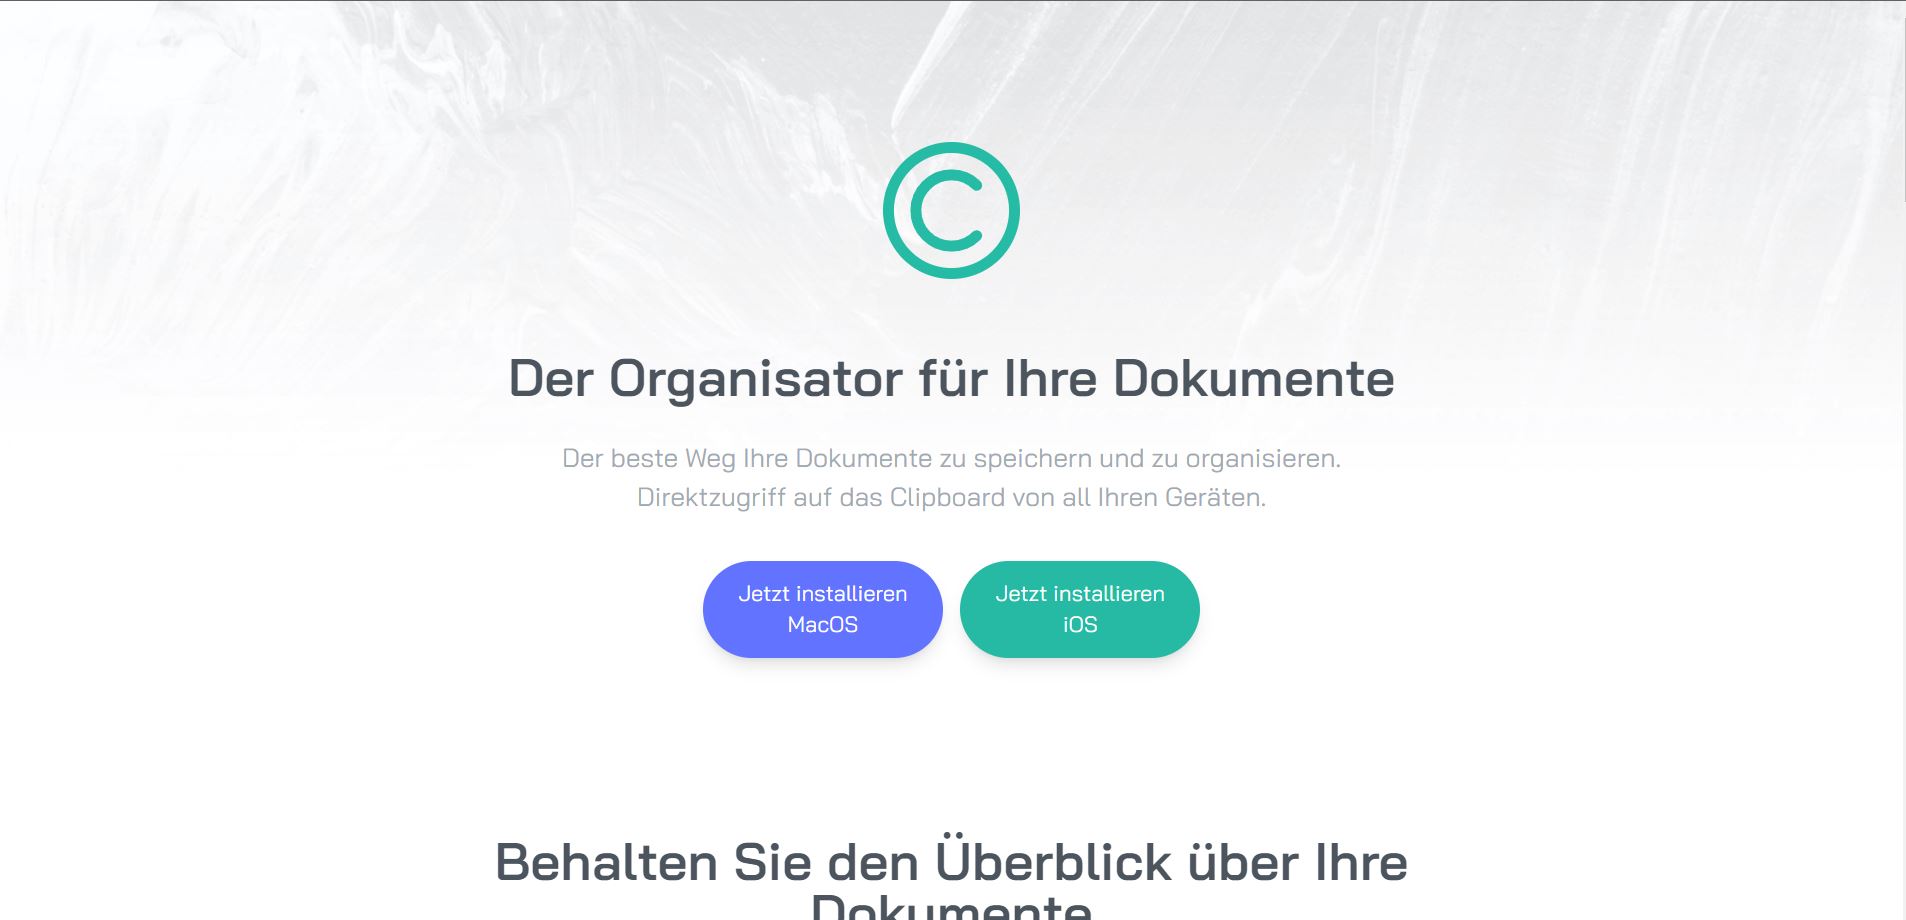 ©
Der Organisator für Ihre Dokumente
Der beste Weg Ihre Dokumente zu speichern und zu organisieren.
Direktzugriff auf das Clipboard von all Ihren Geräten.
Jetzt installieren
MacOS
Jetzt installieren
iOS
Behalten Sie den Überblick über Ihre
Dokumente